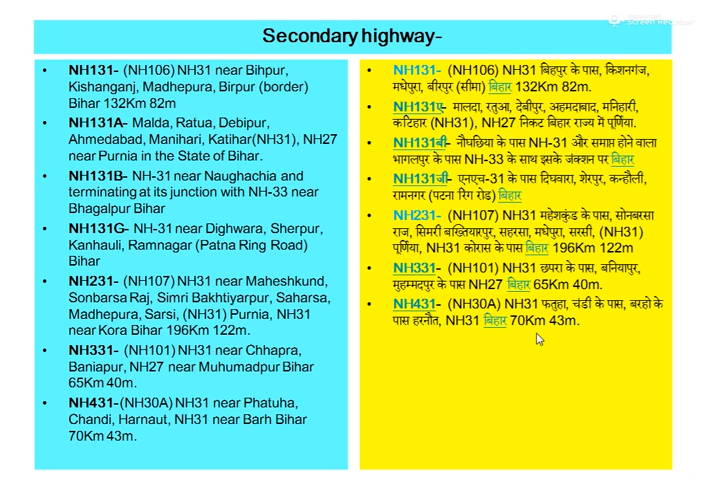 Secondary highway-
• NH131- (NH106) NH31 near Bihpur,
Kishanganj, Madhepura, Birpur (border)
Bihar 132Km 82m
• NH131A- Malda, Ratua, Debipur,
Ahmedabad, Manihari, Katihar(NH31), NH27
near Purnia in the State of Bihar.
• NH131B- NH-31 near Naughachia and
terminating at its junction with NH-33 near
Bhagalpur Bihar
• NH131G- NH-31 near Dighwara, Sherpur,
Kanhauli, Ramnagar (Patna Ring Road)
Bihar
• NH231- (NH107) NH31 near Maheshkund,
Sonbarsa Raj, Simri Bakhtiyarpur, Saharsa,
Madhepura, Sarsi, (NH31) Purnia, NH31
near Kora Bihar 196Km 122m.
• NH331- (NH101) NH31 near Chhapra,
Baniapur, NH27 near Muhumadpur Bihar
65Km 40m.
• NH431-(NH30A) NH31 near Phatuha,
Chandi, Harnaut, NH31 near Barh Bihar
70Km 43m.
• NH131- (NH106) NH31 बिहपुर के पास, किशनगंज,
मधेपुरा, बीरपुर (सीमा) बिहार 132Km 82m.
• NH131ए- मालदा, रतुआ, देबीपुर, अहमदाबाद, मनिहारी,
कटिहार (NH31), NH27 निकट बिहार राज्य में पूर्णिया.
• NH131बी- नौघछिया के पास NH-31 और समाप्त होने वाला
भागलपुर के पास NH-33 के साथ इसके जंक्शन पर बिहार
• NH131जी- एनएच-31 के पास दिघवारा, शेरपुर, कन्हौली,
रामनगर (पटना रिंग रोड) बिहार
• NH231- (NH107) NH31 महेशकुंड के पास, सोनबरसा
राज, सिमरी बख्तियारपुर, सहरसा, मधेपुरा, सरसी, (NH31)
पूर्णिया, NH31 कोरास के पास बिहार 196Km 122m
• NH331- (NH101) NH31 छपरा के पास, बनियापुर,
मुहम्मदपुर के पास NH27 बिहार 65Km 40m.
• NH431- (NH30A) NH31 फतुहा, चंडी के पास, बरहो के
पास हरनौत, NH31 बिहार 70Km 43m.